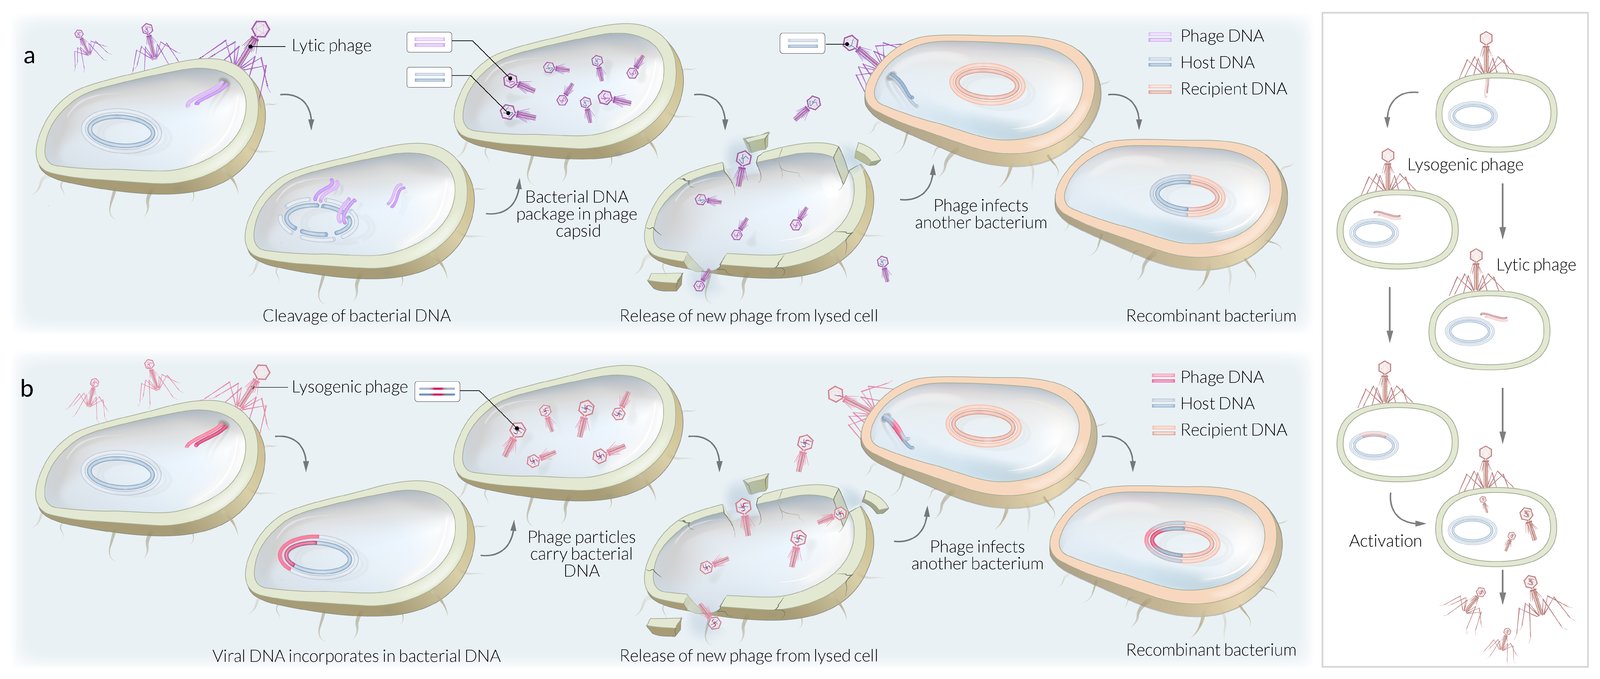 a
Lytic phage
Phage DNA
Host DNA
Recipient DNA
Bacterial DNA
package in phage
capsid
Phage infects
another bacterium
Cleavage of bacterial DNA
Release of new phage from lysed cell
Recombinant bacterium
b
Lysogenic phage
Phage DNA
Host DNA
Recipient DNA
Phage particles
carry bacterial
DNA
Phage infects
another bacterium
Viral DNA incorporates in bacterial DNA
Release of new phage from lysed cell
Recombinant bacterium
Lysogenic phage
Lytic phage
Activation